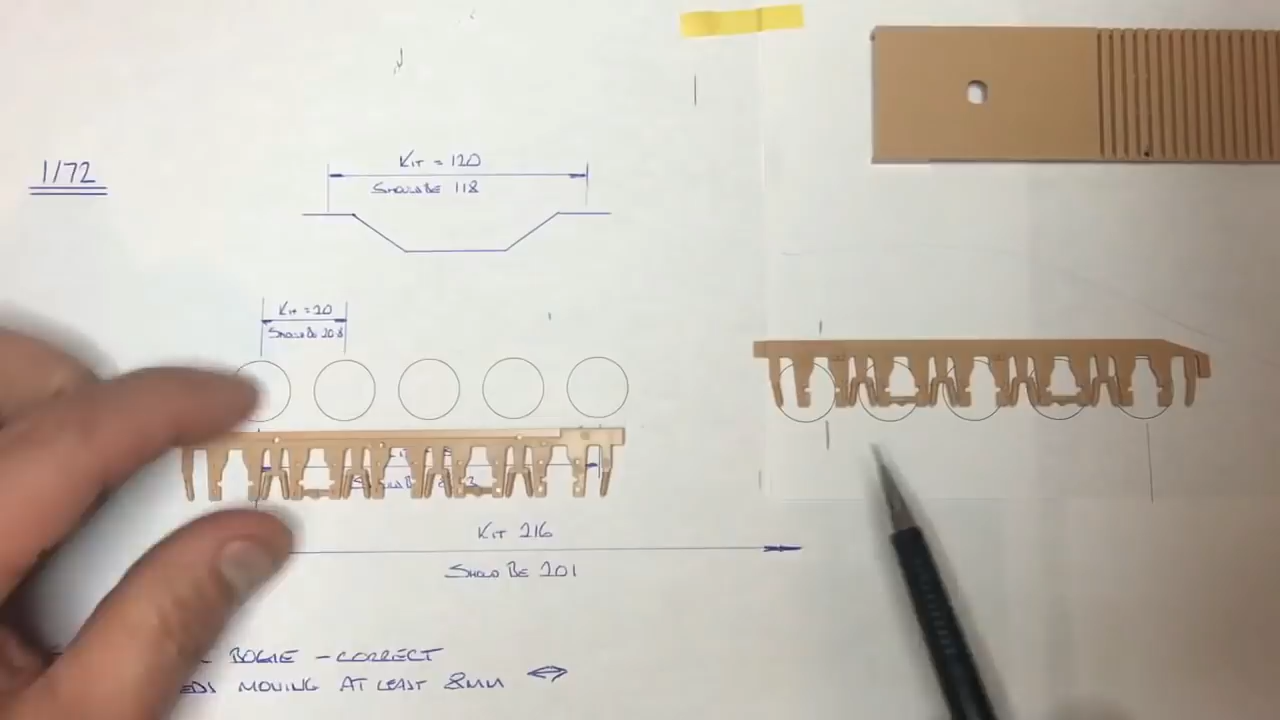 1/72
KIT = 120
SHOULD BE 118
KIT = 20
SHOULD BE 20.8
KIT 216
SHOULD BE 201
BOGIE - CORRECT
MOVING AT LEAST 8MM